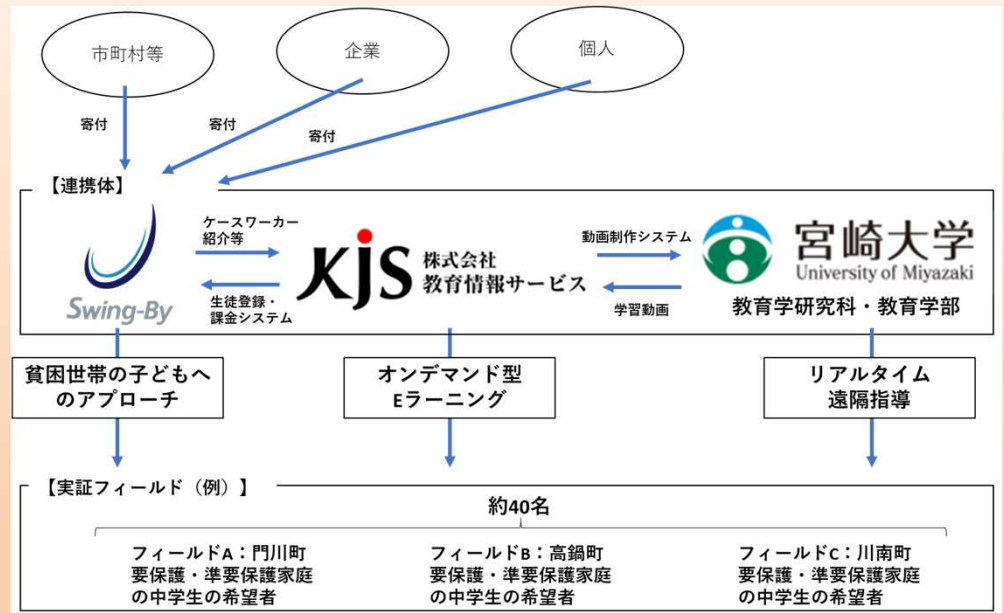 市町村等
企業
個人
寄付
寄付
寄付
【連携体】
ケースワーカー
紹介等
生徒登録・
課金システム
Swing-By
KJS 株式会社
教育情報サービス
動画制作システム
学習動画
宮崎大学
University of Miyazaki
教育学研究科・教育学部
貧困世帯の子どもへ
のアプローチ
オンデマンド型
Eラーニング
リアルタイム
遠隔指導
【実証フィールド（例）】
約40名
フィールドA：門川町
要保護・準要保護家庭
の中学生の希望者
フィールドB：高鍋町
要保護・準要保護家庭
の中学生の希望者
フィールドC：川南町
要保護・準要保護家庭
の中学生の希望者